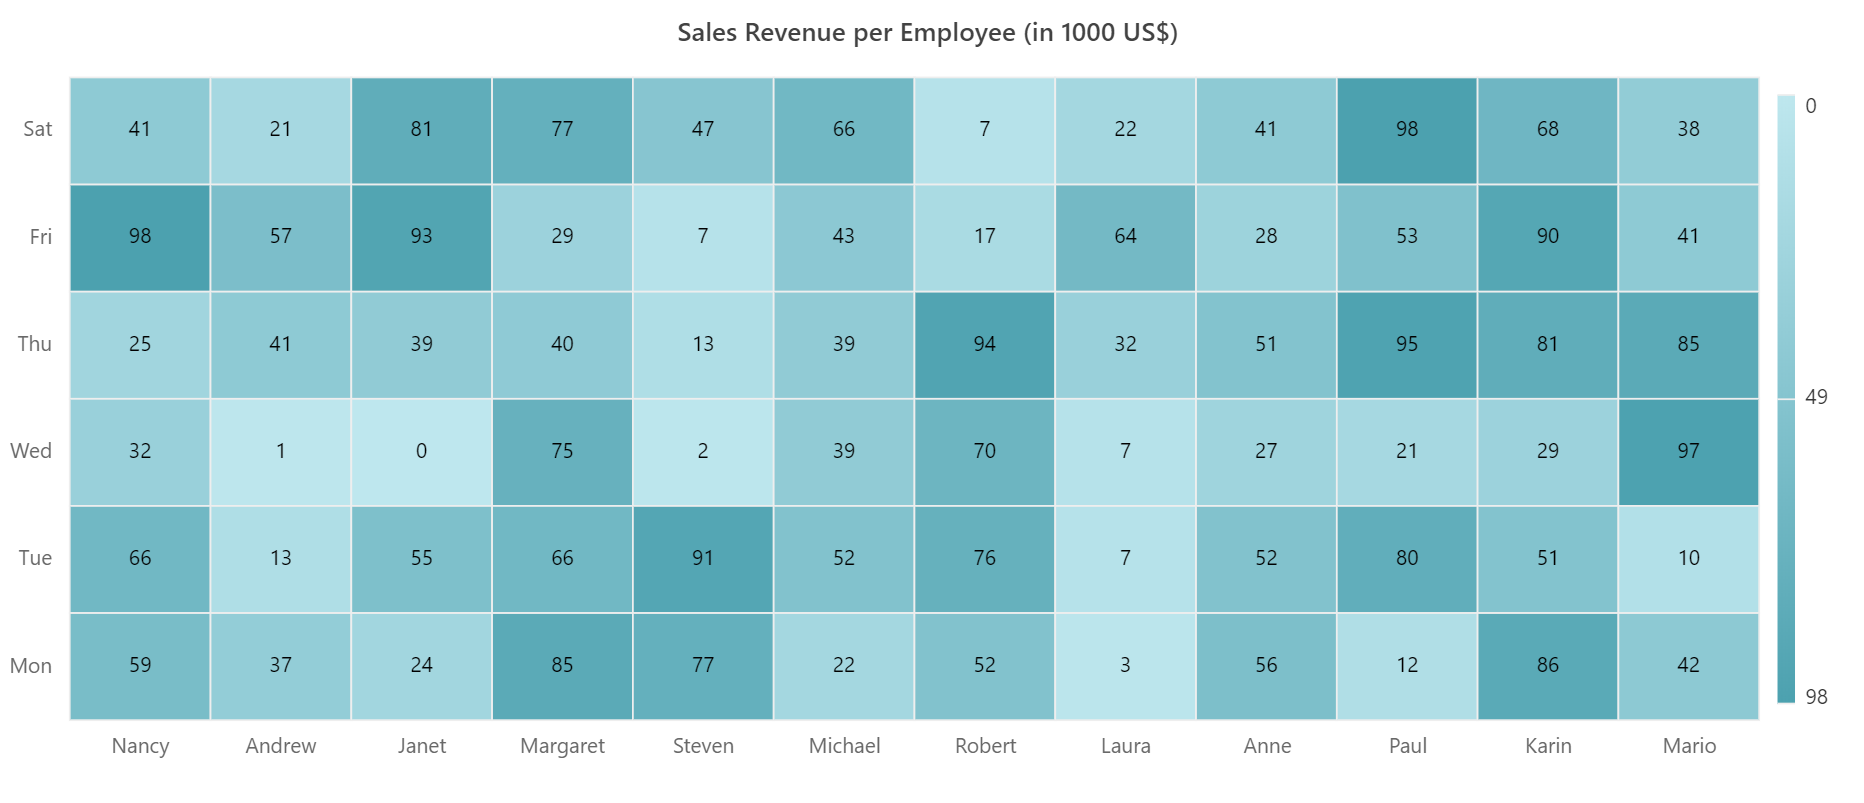 Sales Revenue per Employee (in 1000 US$)
Sat 41 21 81 77 47 66 7 22 41 98 68 38
Fri 98 57 93 29 7 43 17 64 28 53 90 41
Thu 25 41 39 40 13 39 94 32 51 95 81 85
Wed 32 1 0 75 2 39 70 7 27 21 29 97
Tue 66 13 55 66 91 52 76 7 52 80 51 10
Mon 59 37 24 85 77 22 52 3 56 12 86 42
Nancy Andrew Janet Margaret Steven Michael Robert Laura Anne Paul Karin Mario
0
49
98